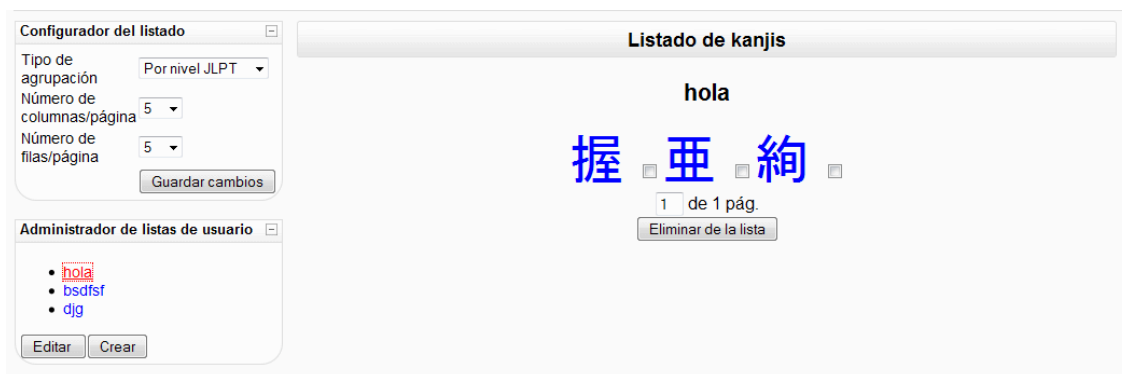 Configurador del listado
Tipo de agrupación
Por nivel JLPT
Número de columnas/página
5
Número de filas/página
5
Guardar cambios
Administrador de listas de usuario
hola
bsdfsf
djg
Editar Crear
Listado de kanjis
hola
握 亜 絢
1 de 1 pág.
Eliminar de la lista